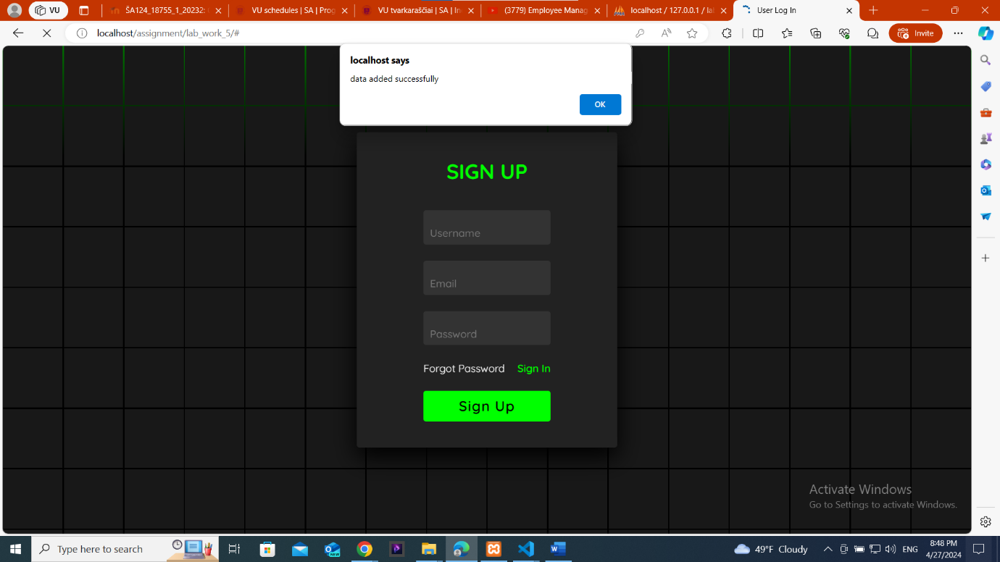 VU
ŠA124_18755_1_20232:
VU schedules | SA | Prog
VU tvarkaraščiai | SA | In
(3779) Employee Manag
localhost / 127.0.0.1 / la
User Log In
localhost/assignment/lab_work_5/#
Invite
localhost says
data added successfully
OK
SIGN UP
Username
Email
Password
Forgot Password Sign In
Sign Up
Activate Windows
Go to Settings to activate Windows.
Type here to search
NEW
49°F Cloudy
ENG
8:48 PM
4/27/2024